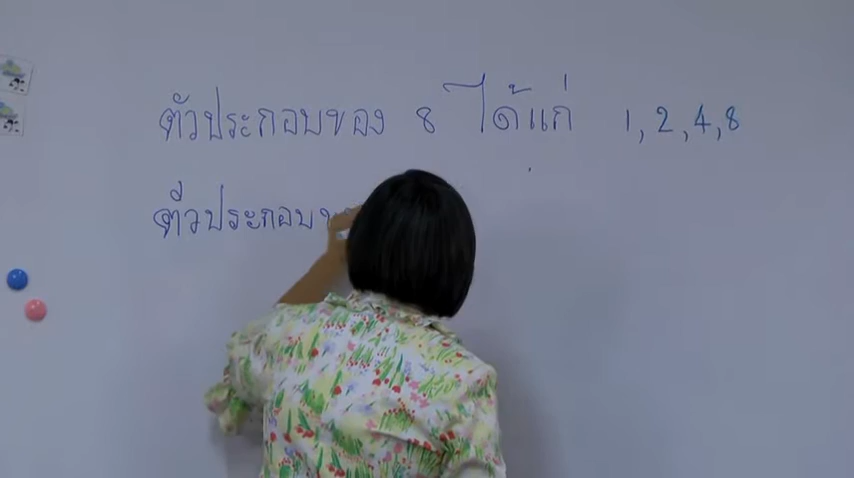 ตัวประกอบของ 8 ได้แก่ 1, 2, 4, 8
ตัวประกอบข